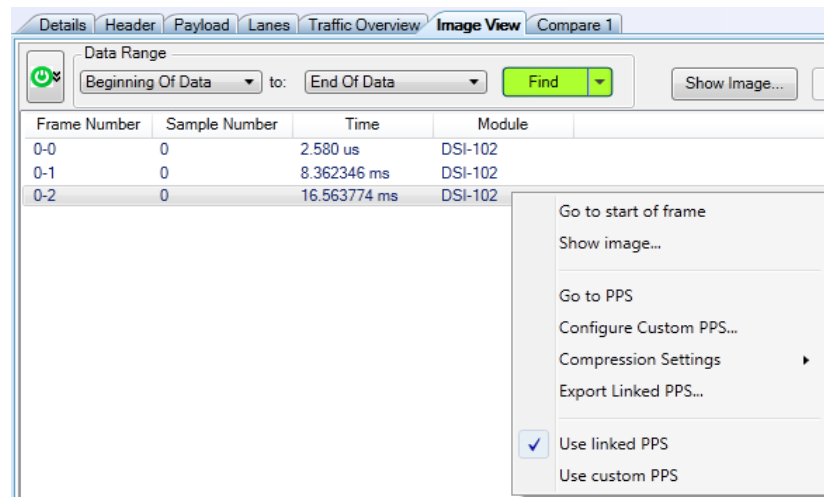 Details Header Payload Lanes Traffic Overview Image View Compare 1
Data Range
Beginning Of Data to: End Of Data Find Show Image...
Frame Number Sample Number Time Module
0-0 0 2.580 us DSI-102
0-1 0 8.362346 ms DSI-102
0-2 0 16.563774 ms DSI-102
Go to start of frame
Show image...
Go to PPS
Configure Custom PPS...
Compression Settings
Export Linked PPS...
Use linked PPS
Use custom PPS